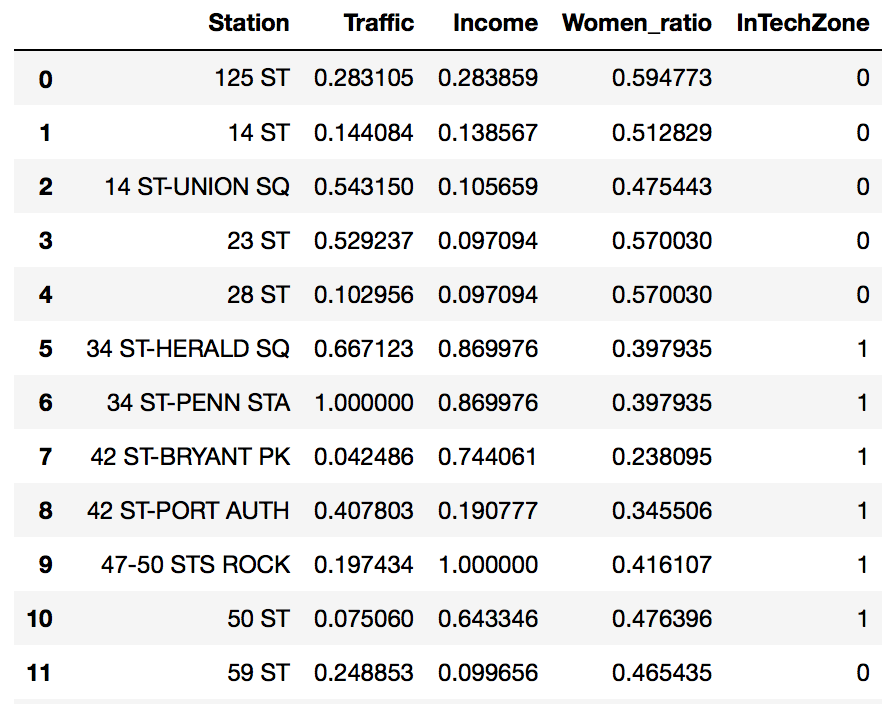 Station Traffic Income Women_ratio InTechZone
0 125 ST 0.283105 0.283859 0.594773 0
1 14 ST 0.144084 0.138567 0.512829 0
2 14 ST-UNION SQ 0.543150 0.105659 0.475443 0
3 23 ST 0.529237 0.097094 0.570030 0
4 28 ST 0.102956 0.097094 0.570030 0
5 34 ST-HERALD SQ 0.667123 0.869976 0.397935 1
6 34 ST-PENN STA 1.000000 0.869976 0.397935 1
7 42 ST-BRYANT PK 0.042486 0.744061 0.238095 1
8 42 ST-PORT AUTH 0.407803 0.190777 0.345506 1
9 47-50 STS ROCK 0.197434 1.000000 0.416107 1
10 50 ST 0.075060 0.643346 0.476396 1
11 59 ST 0.248853 0.099656 0.465435 0